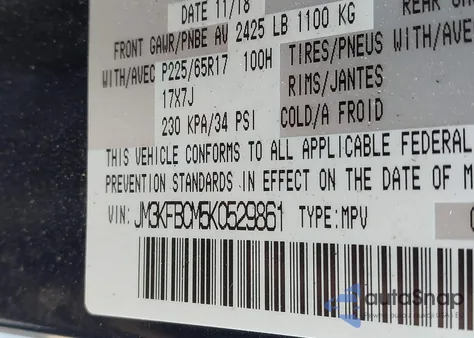 DATE 11/18
REAR
FRONT GAWR/PNBE AV 2425 LB 1100 KG
WITH/AVEC P225/65R17 100H TIRES/PNEUS WITH/AVE
17X7J RIMS/JANTES
230 KPA/34 PSI COLD/A FROID
THIS VEHICLE CONFORMS TO ALL APPLICABLE FEDERAL
PREVENTION STANDARDS IN EFFECT ON THE DATE OF M
VIN: JM3KFBCM5K0529861 TYPE:MPV
autoSnap